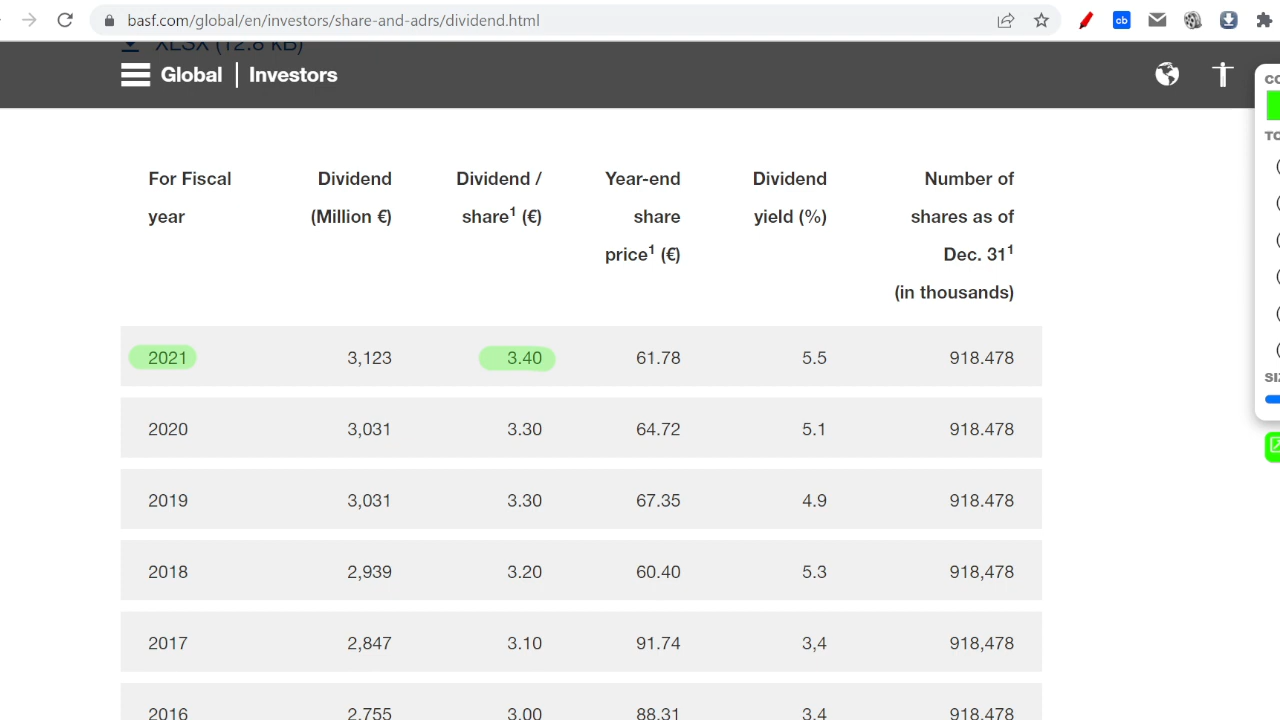 basf.com/global/en/investors/share-and-adrs/dividend.html
cb
XLSX (12.8 KB)
Global | Investors
For Fiscal year Dividend (Million €) Dividend / share¹ (€) Year-end share price¹ (€) Dividend yield (%) Number of shares as of Dec. 31¹ (in thousands)
2021 3,123 3.40 61.78 5.5 918.478
2020 3,031 3.30 64.72 5.1 918.478
2019 3,031 3.30 67.35 4.9 918.478
2018 2,939 3.20 60.40 5.3 918,478
2017 2,847 3.10 91.74 3,4 918,478
2016 2,755 3.00 88.31 3.4 918,478